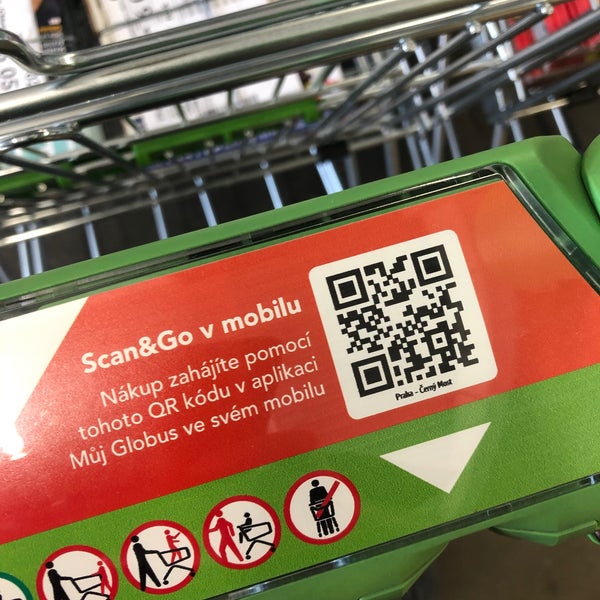 Scan&Go v mobilu
Nákup zahájíte pomocí
tohoto QR kódu v aplikaci
Můj Globus ve svém mobilu
Praha - Černý Most